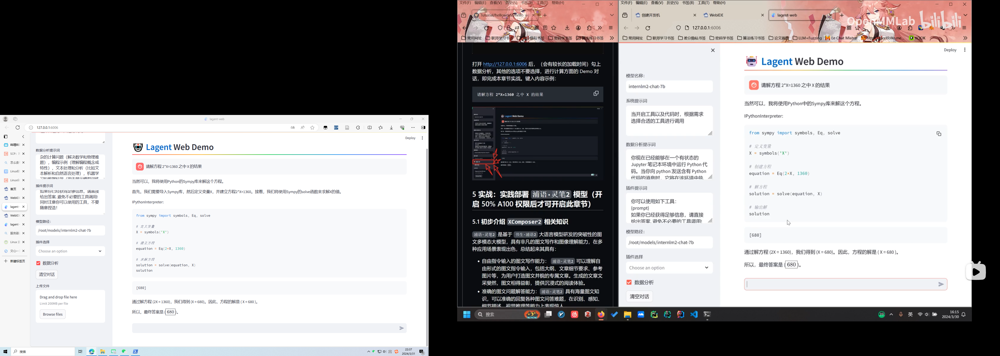 lagent-web
127.0.0.1:6006
哔哩哔
SCP:
怎么查
Linux
Linux
首页
WebIDE
lagent-
WebIDE
lagent-
服务器
Linux 查
文心一
新建标签页
数据分析提示词
杂的计算问题（解决数学和物理难
题），编程示例（理解编程概念或
特性），文本处理和分析（比如文
本解析和自然语言处理），机器学
习和数据科学（用于展示模型训练
插件提示词
如果你已经获得足够信息，请直接
给出答案. 避免不必要的工具调用!
同时注意你可以使用的工具，不要
随意捏造！
模型路径：
/root/models/internlm2-chat-7b
插件选择
Choose an option
数据分析
清空对话
上传文件
Drag and drop file here
Limit 200MB per file
Browse files
Deploy
Lagent Web Demo
请解方程 2*X=1360 之中 X 的结果
当然可以，我将使用Python的Sympy库来解这个方程。
首先，我们需要导入Sympy库，然后定义变量X，并建立方程2*X=1360。接着，我们将使用Sympy的solve函数来求解X的值。
IPythonInterpreter:
from sympy import symbols, Eq, solve
# 定义变量
X = symbols('X')
# 建立方程
equation = Eq(2*X, 1360)
# 求解方程
solution = solve(equation, X)
solution
[680]
通过解方程 (2X = 1360)，我们得到 (X = 680)。因此，方程的解是 ( X = 680 )。
所以，最终答案是 ( 680 )。
搜索
22:37
2024/3/31
文件(F) 编辑(E) 查看(V) 历史(S) 书签(B) 工具(T) 帮助(H)
Tutorial/helloworld/hello_w
常用网址 联邦学习书签 差分隐私书签 密码学书签 算法练习书签
打开 http://127.0.0.1:6006 后，（会有较长的加载时间）勾上
数据分析，其他的选项不要选择，进行计算方面的 Demo 对
话，即完成本章节实战。键入内容示例：
请解方程 2*X=1360 之中 X 的结果
Lagent Web Demo
5 实战：实践部署 浦语·灵笔2 模型（开
启 50% A100 权限后才可开启此章节）
5.1 初步介绍 XComposer2 相关知识
浦语·灵笔2 是基于 书生·浦语2 大语言模型研发的突破性的图
文多模态大模型，具有非凡的图文写作和图像理解能力，在多
种应用场景表现出色，总结起来其具有：
• 自由指令输入的图文写作能力： 浦语·灵笔2 可以理解自
由形式的图文指令输入，包括大纲、文章细节要求、参考
图片等，为用户打造图文并貌的专属文章。生成的文章文
采斐然，图文相得益彰，提供沉浸式的阅读体验。
• 准确的图文问题解答能力： 浦语·灵笔2 具有海量图文知
识，可以准确的回复各种图文问答难题，在识别、感知、
细节描述、视觉推理等能力上表现惊人
文件(F) 编辑(E) 查看(V) 历史(S) 书签(B) 工具(T) 帮助(H)
创建开发机
WebIDE
lagent-web
OpenMMLab bilibili
127.0.0.1:6006
常用网址 联邦学习书签 差分隐私书签 密码学书签 算法练习书签 论文画图 LLM+Fuzzing Le Chat Mistral KOOK
Deploy
模型名称：
internlm2-chat-7b
系统提示词
当开启工具以及代码时，根据需求
选择合适的工具进行调用
数据分析提示词
你现在已经能够在一个有状态的
Jupyter 笔记本环境中运行 Python 代
码。当你向 python 发送含有 Python
代码的消息时，它将在该环境中执
插件提示词
你可以使用如下工具：
{prompt}
如果你已经获得足够信息，请直接
给出答案. 避免不必要的工具调用!
模型路径：
/root/models/internlm2-chat-7b
插件选择
Choose an option
数据分析
清空对话
Lagent Web Demo
请解方程 2*X=1360 之中 X 的结果
当然可以，我将使用Python中的Sympy库来解这个方程。
IPythonInterpreter:
from sympy import symbols, Eq, solve
# 定义变量
X = symbols('X')
# 创建方程
equation = Eq(2*X, 1360)
# 解方程
solution = solve(equation, X)
# 输出解
solution
[680]
通过解方程 (2X = 1360)，我们得到 (X = 680)。因此，方程的解是 ( X = 680 )。
所以，最终答案是 ( 680 )。
搜索
39
英
16:15
2024/3/30